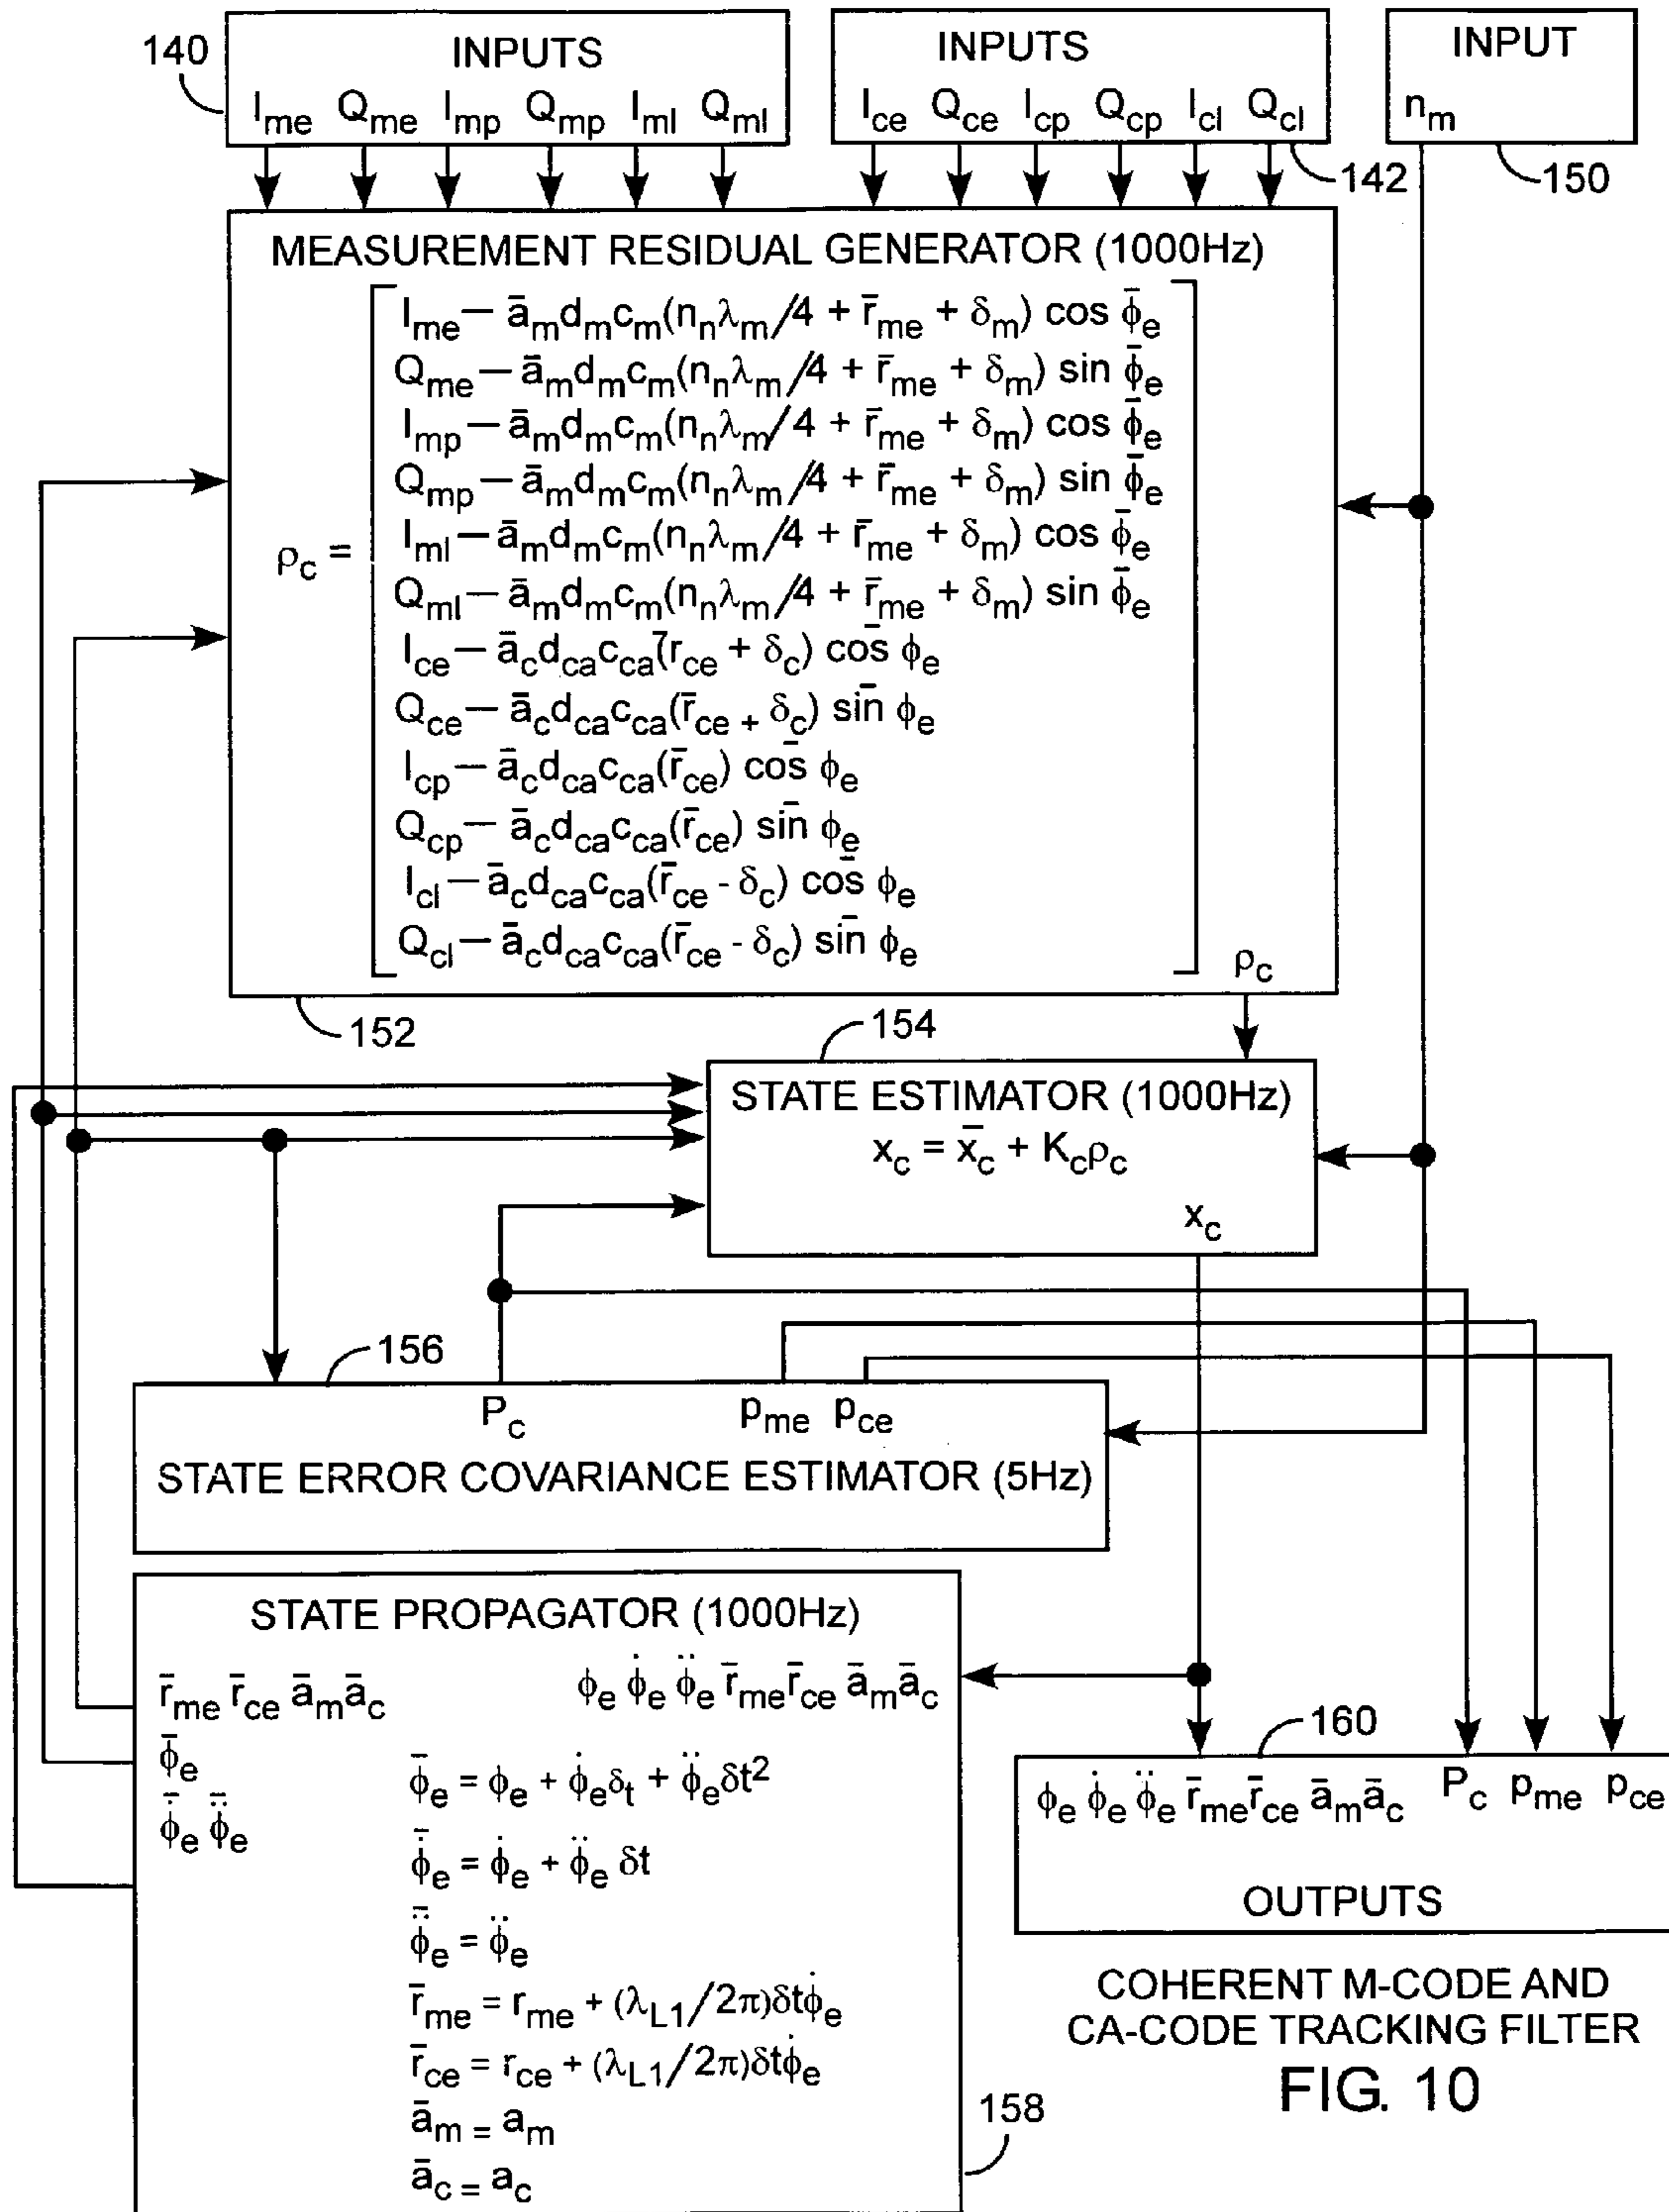 140
INPUTS
I_me Q_me I_mp Q_mp I_ml Q_ml
INPUTS
I_ce Q_ce I_cp Q_cp I_cl Q_cl
142
INPUT
n_m
150
MEASUREMENT RESIDUAL GENERATOR (1000Hz)
ρ_c =
I_me − ā_m d_m c_m(n_n λ_m/4 + r̄_me + δ_m) cos ϕ̄_e
Q_me − ā_m d_m c_m(n_n λ_m/4 + r̄_me + δ_m) sin ϕ̄_e
I_mp − ā_m d_m c_m(n_n λ_m/4 + r̄_me + δ_m) cos ϕ̄_e
Q_mp − ā_m d_m c_m(n_n λ_m/4 + r̄_me + δ_m) sin ϕ̄_e
I_ml − ā_m d_m c_m(n_n λ_m/4 + r̄_me + δ_m) cos ϕ̄_e
Q_ml − ā_m d_m c_m(n_n λ_m/4 + r̄_me + δ_m) sin ϕ̄_e
I_ce − ā_c d_ca c_ca(r̄_ce + δ_c) cos ϕ̄_e
Q_ce − ā_c d_ca c_ca(r̄_ce + δ_c) sin ϕ̄_e
I_cp − ā_c d_ca c_ca(r̄_ce) cos ϕ̄_e
Q_cp − ā_c d_ca c_ca(r̄_ce) sin ϕ̄_e
I_cl − ā_c d_ca c_ca(r̄_ce - δ_c) cos ϕ̄_e
Q_cl − ā_c d_ca c_ca(r̄_ce - δ_c) sin ϕ̄_e
ρ_c
152
154
STATE ESTIMATOR (1000Hz)
x_c = x̄_c + K_c ρ_c
x_c
156
P_c p_me p_ce
STATE ERROR COVARIANCE ESTIMATOR (5Hz)
STATE PROPAGATOR (1000Hz)
r̄_me r̄_ce ā_m ā_c
ϕ_e ϕ̇_e ϕ̈_e r̄_me r̄_ce ā_m ā_c
ϕ̄_e
ϕ̇̄_e ϕ̈̄_e
ϕ̄_e = ϕ_e + ϕ̇_e δ_t + ϕ̈_e δt²
ϕ̇̄_e = ϕ̇_e + ϕ̈_e δt
ϕ̈̄_e = ϕ̈_e
r̄_me = r_me + (λ_L1/2π)δtϕ̇_e
r̄_ce = r_ce + (λ_L1/2π)δtϕ̇_e
ā_m = a_m
ā_c = a_c
158
160
ϕ_e ϕ̇_e ϕ̈_e r̄_me r̄_ce ā_m ā_c P_c p_me p_ce
OUTPUTS
COHERENT M-CODE AND
CA-CODE TRACKING FILTER
FIG. 10